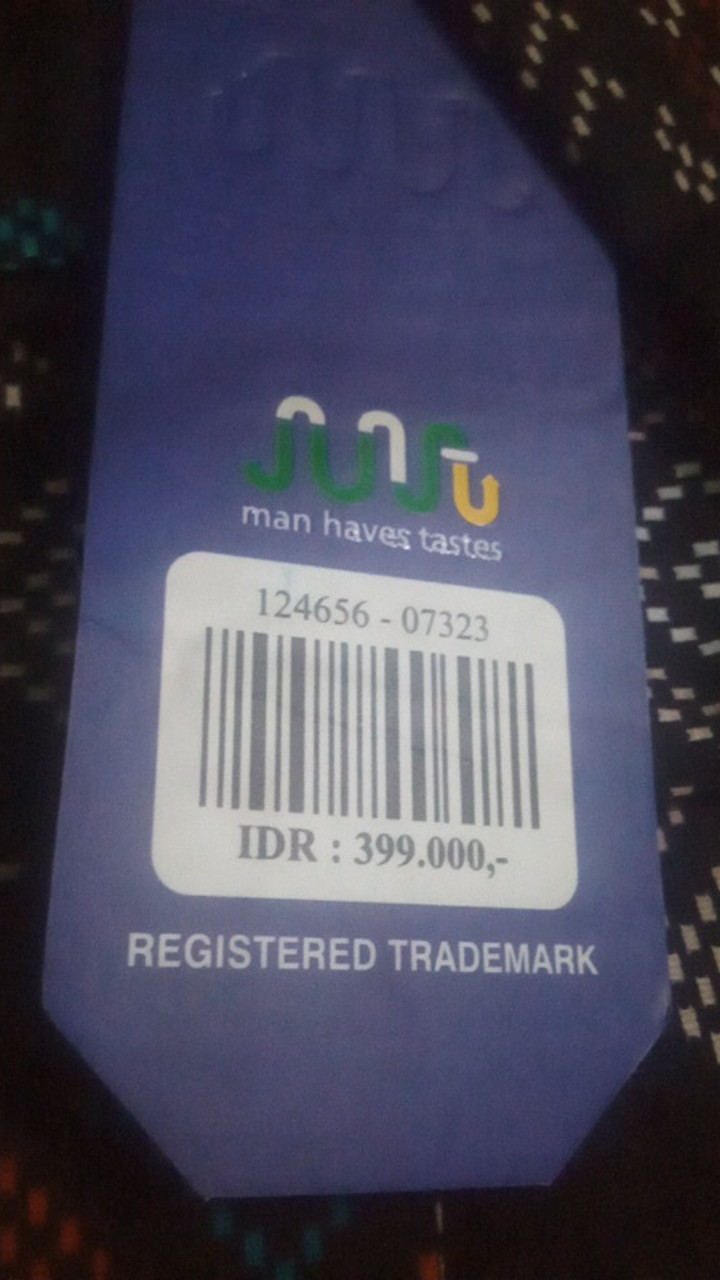 man haves tastes
124656 - 07323
IDR : 399.000,-
REGISTERED TRADEMARK